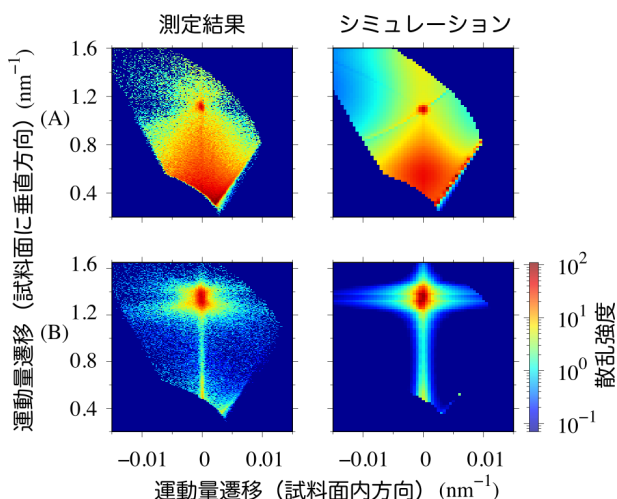 測定結果 シミュレーション
運動量遷移（試料面に垂直方向）(nm⁻¹)
(A)
1.6
1.2
0.8
0.4
(B)
1.6
1.2
0.8
0.4
−0.01 0 0.01 −0.01 0 0.01
運動量遷移（試料面内方向）(nm⁻¹)
10²
10¹
10⁰
10⁻¹
散乱強度